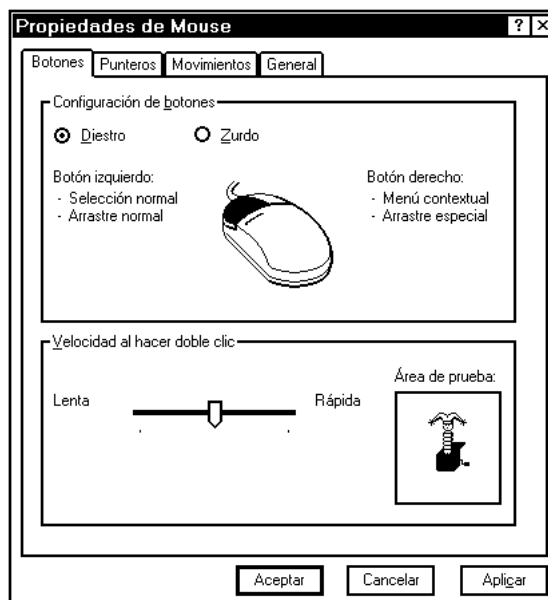 Propiedades de Mouse
Botones Punteros Movimientos General
Configuración de botones
Diestro Zurdo
Botón izquierdo:
- Selección normal
- Arrastre normal
Botón derecho:
- Menú contextual
- Arrastre especial
Velocidad al hacer doble clic
Lenta
Rápida
Área de prueba:
Aceptar Cancelar Aplicar